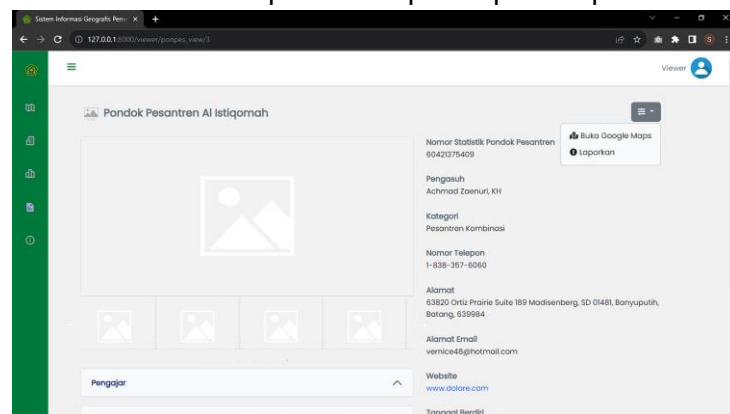 Sistem Informasi Geografis Peme
127.0.0.1:8000/viewer/ponpes_view/3
S
Viewer
Pondok Pesantren Al Istiqomah
Buka Google Maps
Laporkan
Nomor Statistik Pondok Pesantren
60421375409
Pengasuh
Achmad Zaenuri, KH
Kategori
Pesantren Kombinasi
Nomor Telepon
1-838-357-6060
Alamat
63820 Ortiz Prairie Suite 189 Madisenberg, SD 01481, Banyuputih,
Batang, 639984
Alamat Email
vernice48@hotmail.com
Website
www.dolore.com
Pengajar
Tanggal Berdiri